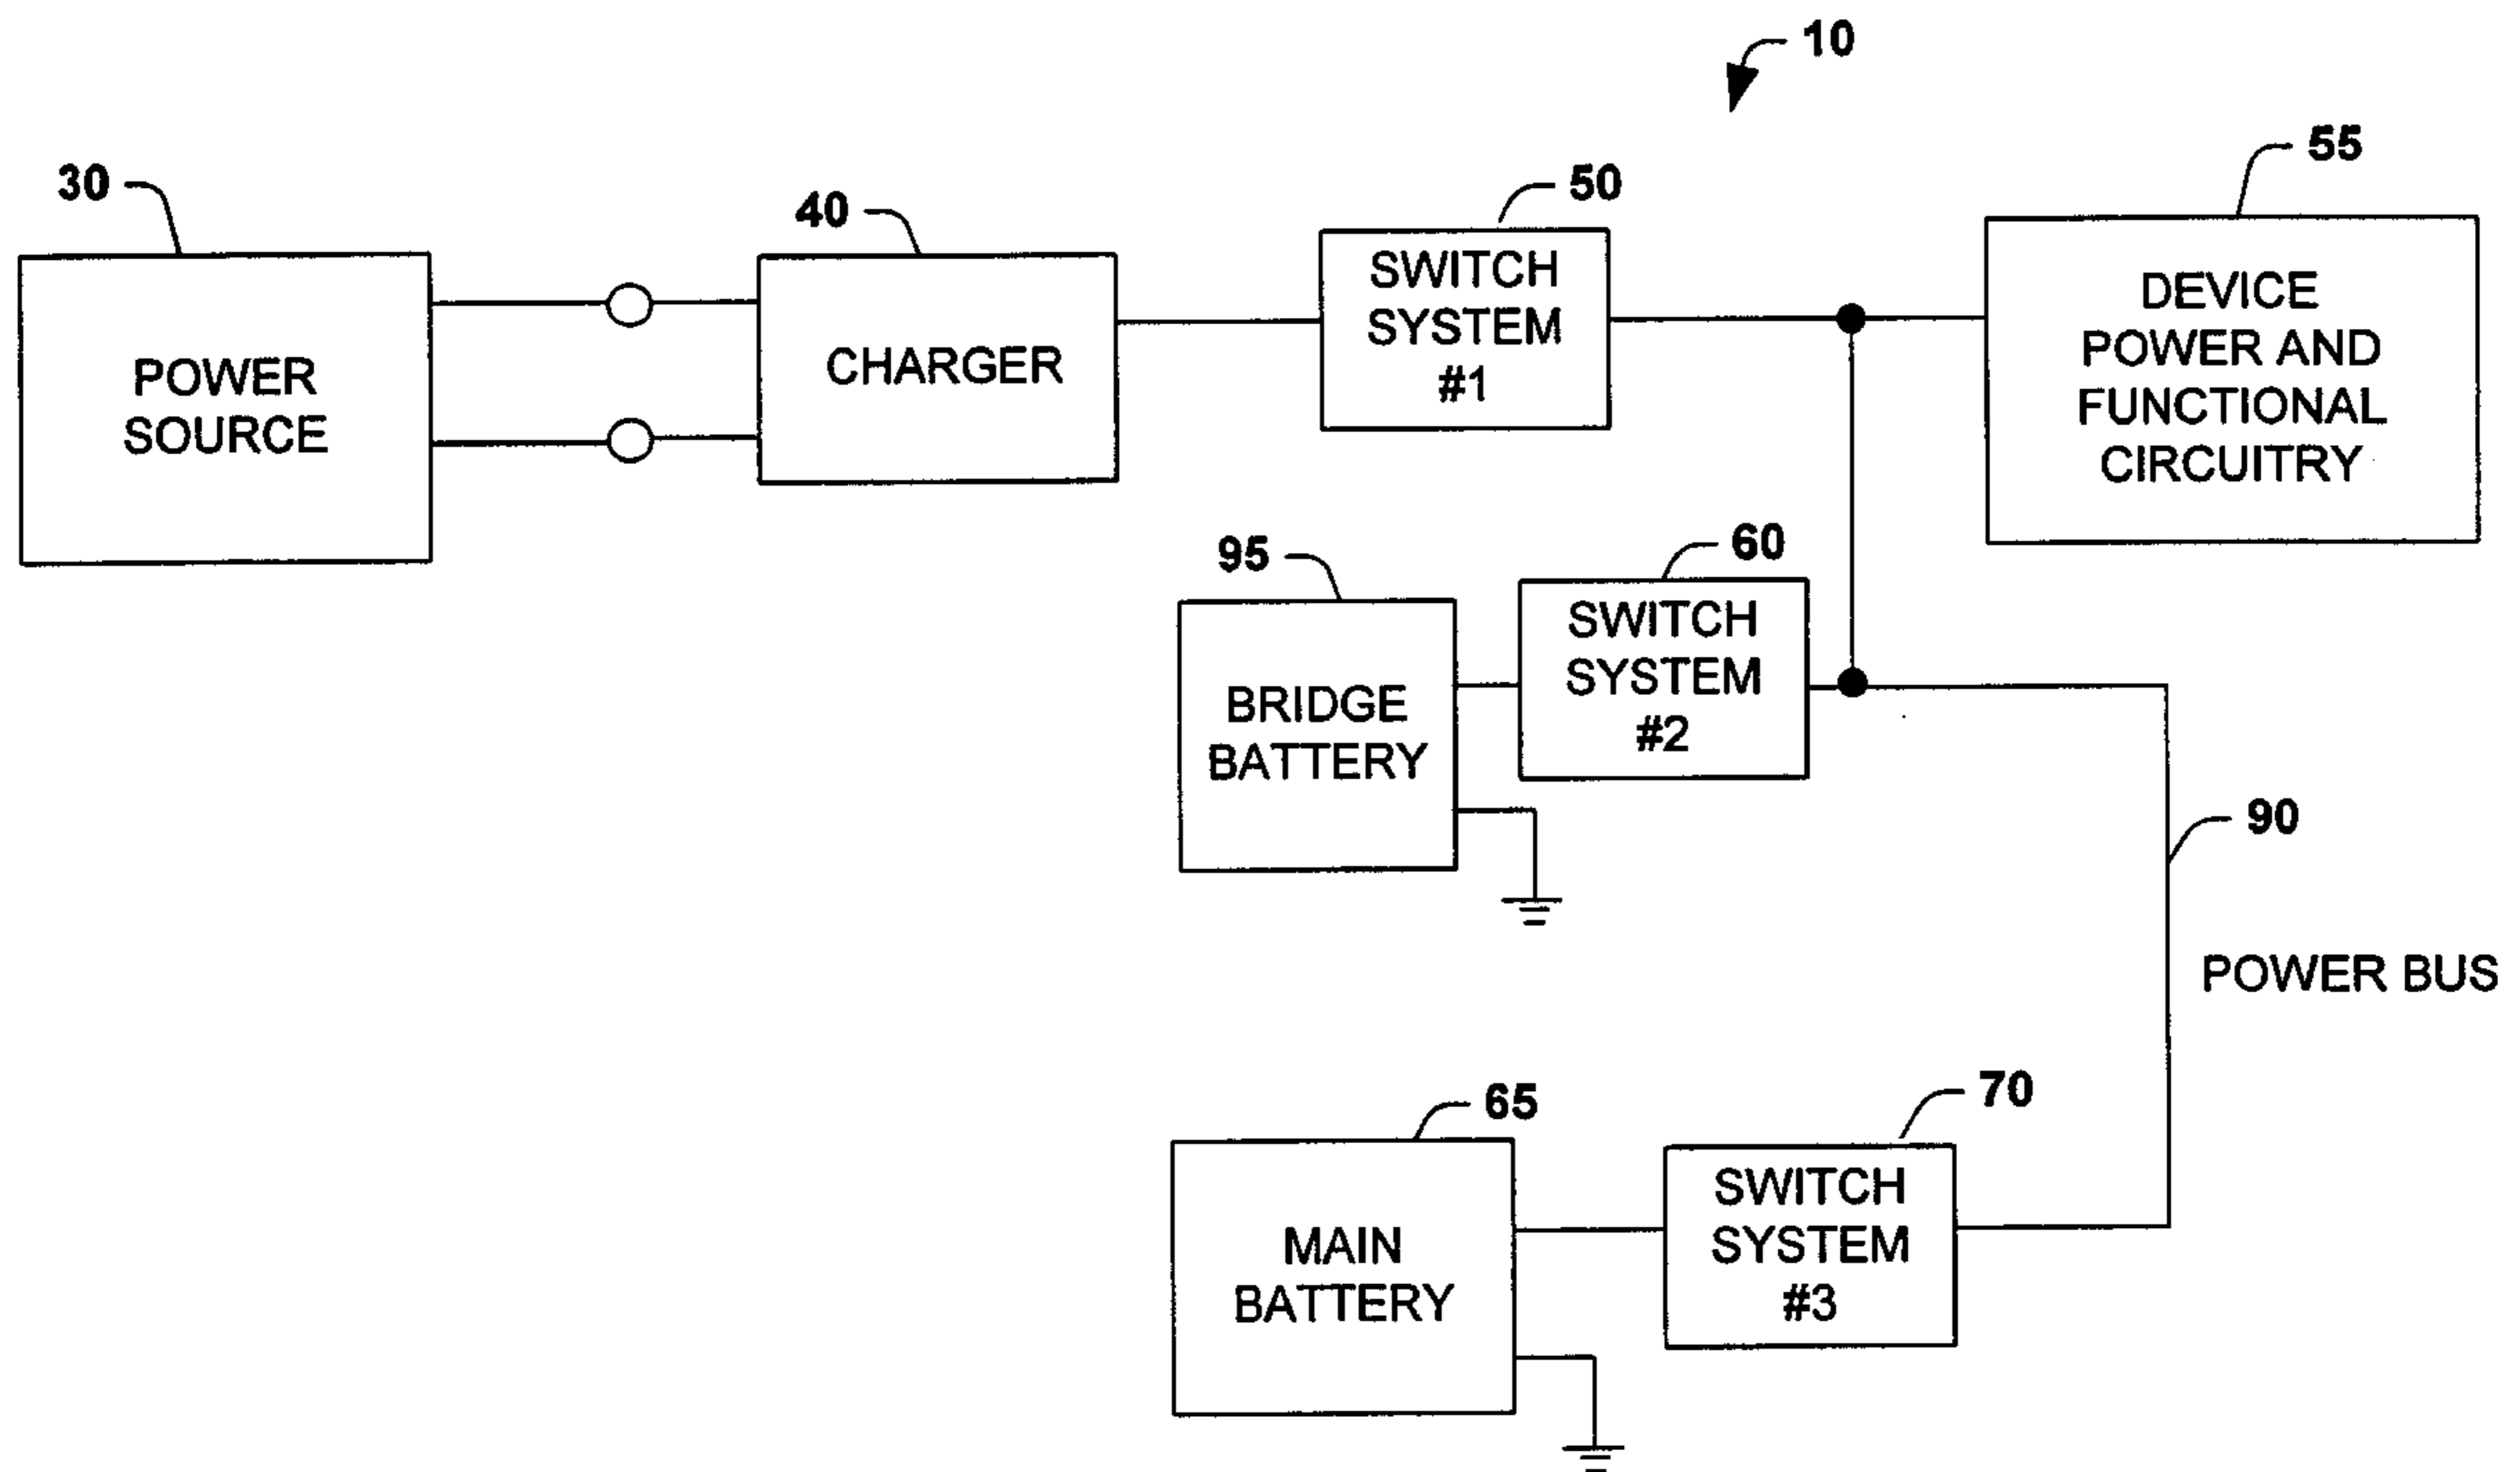 10
30
40
50
55
POWER
SOURCE
CHARGER
SWITCH
SYSTEM
#1
DEVICE
POWER AND
FUNCTIONAL
CIRCUITRY
95
60
BRIDGE
BATTERY
SWITCH
SYSTEM
#2
90
POWER BUS
65
70
MAIN
BATTERY
SWITCH
SYSTEM
#3